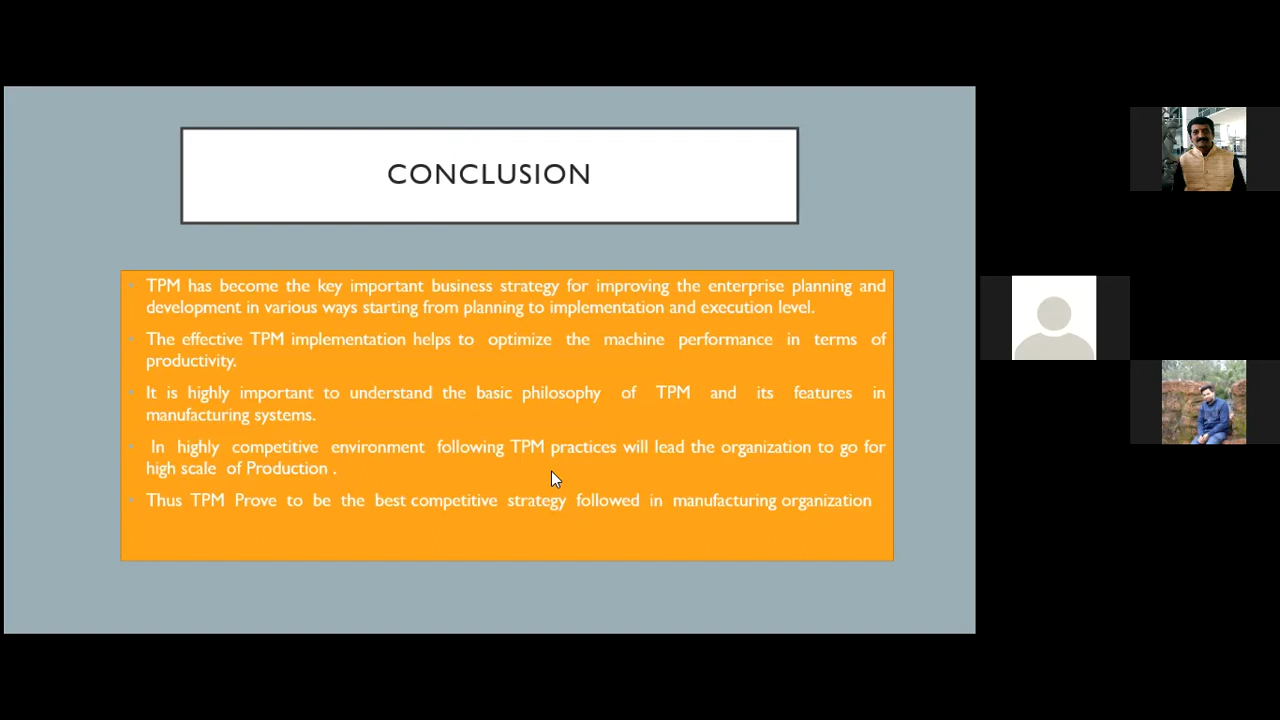 CONCLUSION
TPM has become the key important business strategy for improving the enterprise planning and
development in various ways starting from planning to implementation and execution level.
The effective TPM implementation helps to optimize the machine performance in terms of
productivity.
It is highly important to understand the basic philosophy of TPM and its features in
manufacturing systems.
In highly competitive environment following TPM practices will lead the organization to go for
high scale of Production .
Thus TPM Prove to be the best competitive strategy followed in manufacturing organization